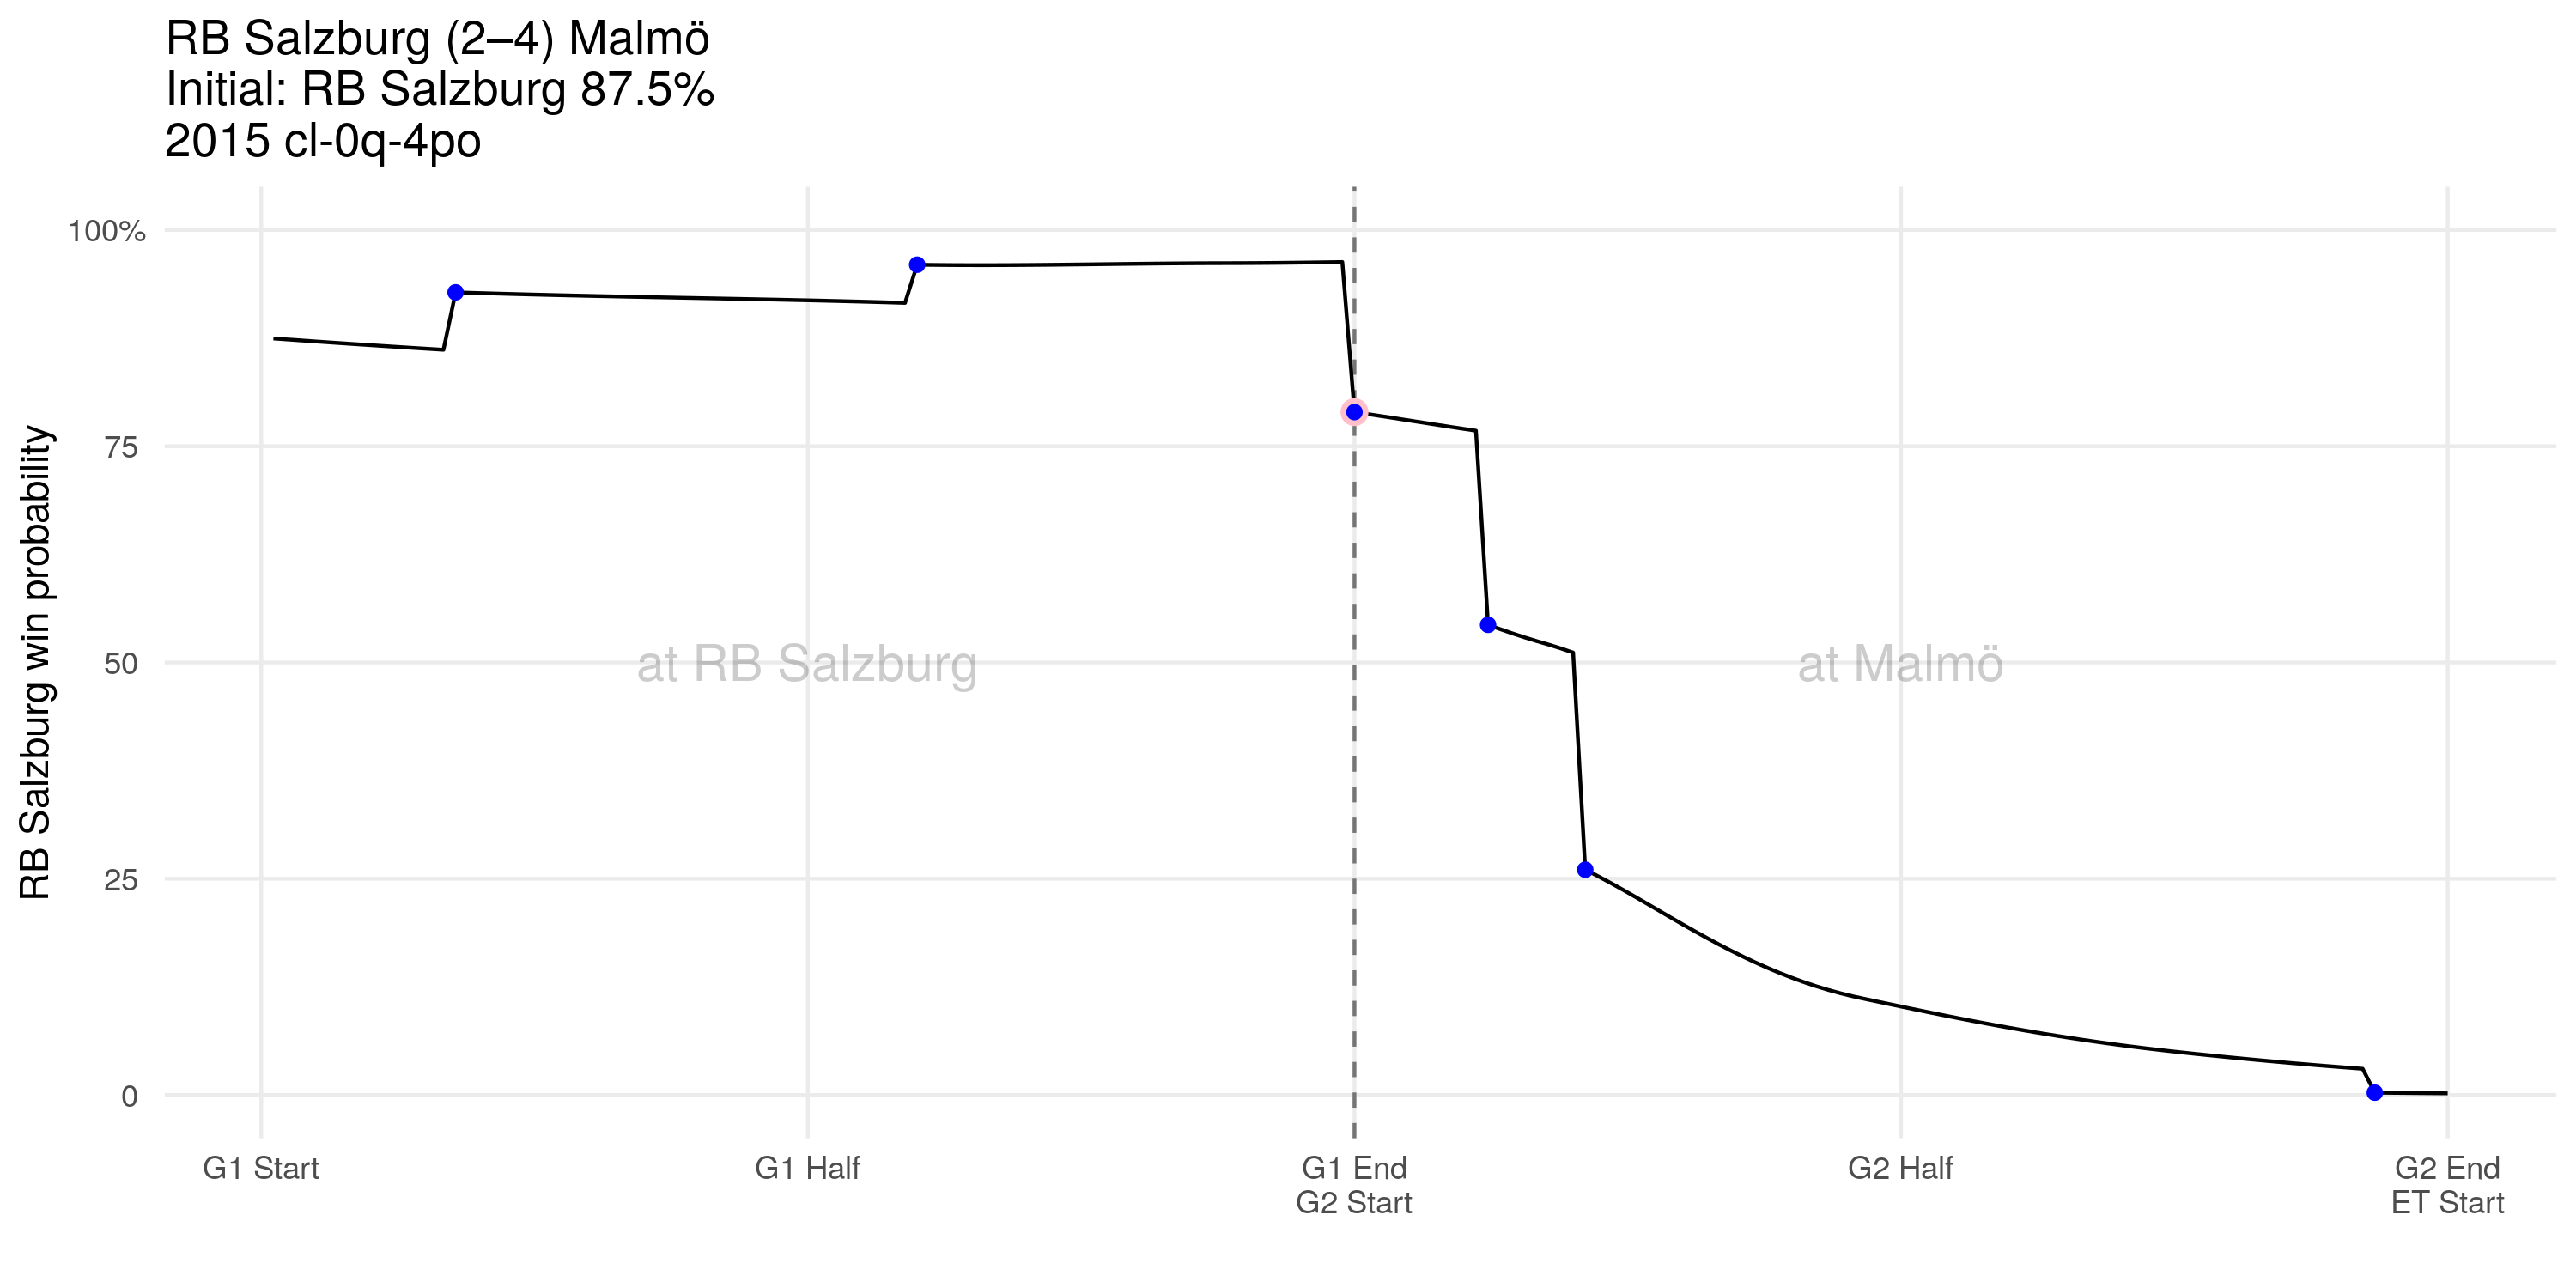 RB Salzburg (2–4) Malmö
Initial: RB Salzburg 87.5%
2015 cl-0q-4po
RB Salzburg win probability
100%
75
50
25
0
at RB Salzburg
at Malmö
G1 Start
G1 Half
G1 End
G2 Start
G2 Half
G2 End
ET Start